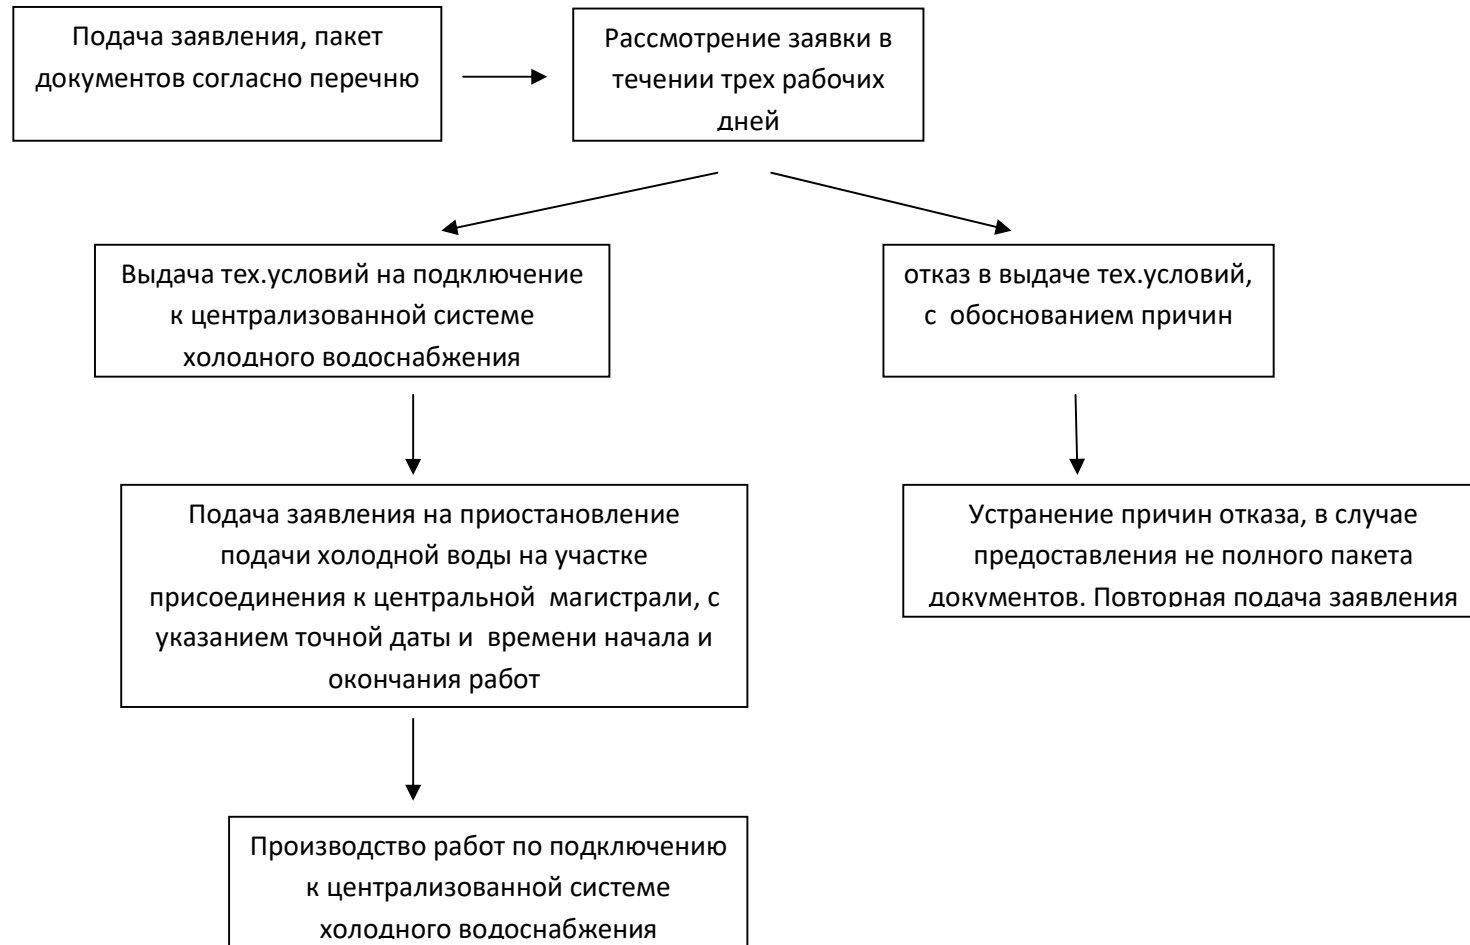 Подача заявления, пакет
документов согласно перечню
Рассмотрение заявки в
течении трех рабочих
дней
Выдача тех.условий на подключение
к централизованной системе
холодного водоснабжения
отказ в выдаче тех.условий,
с обоснованием причин
Подача заявления на приостановление
подачи холодной воды на участке
присоединения к центральной магистрали, с
указанием точной даты и времени начала и
окончания работ
Устранение причин отказа, в случае
предоставления не полного пакета
документов. Повторная подача заявления
Производство работ по подключению
к централизованной системе
холодного водоснабжения